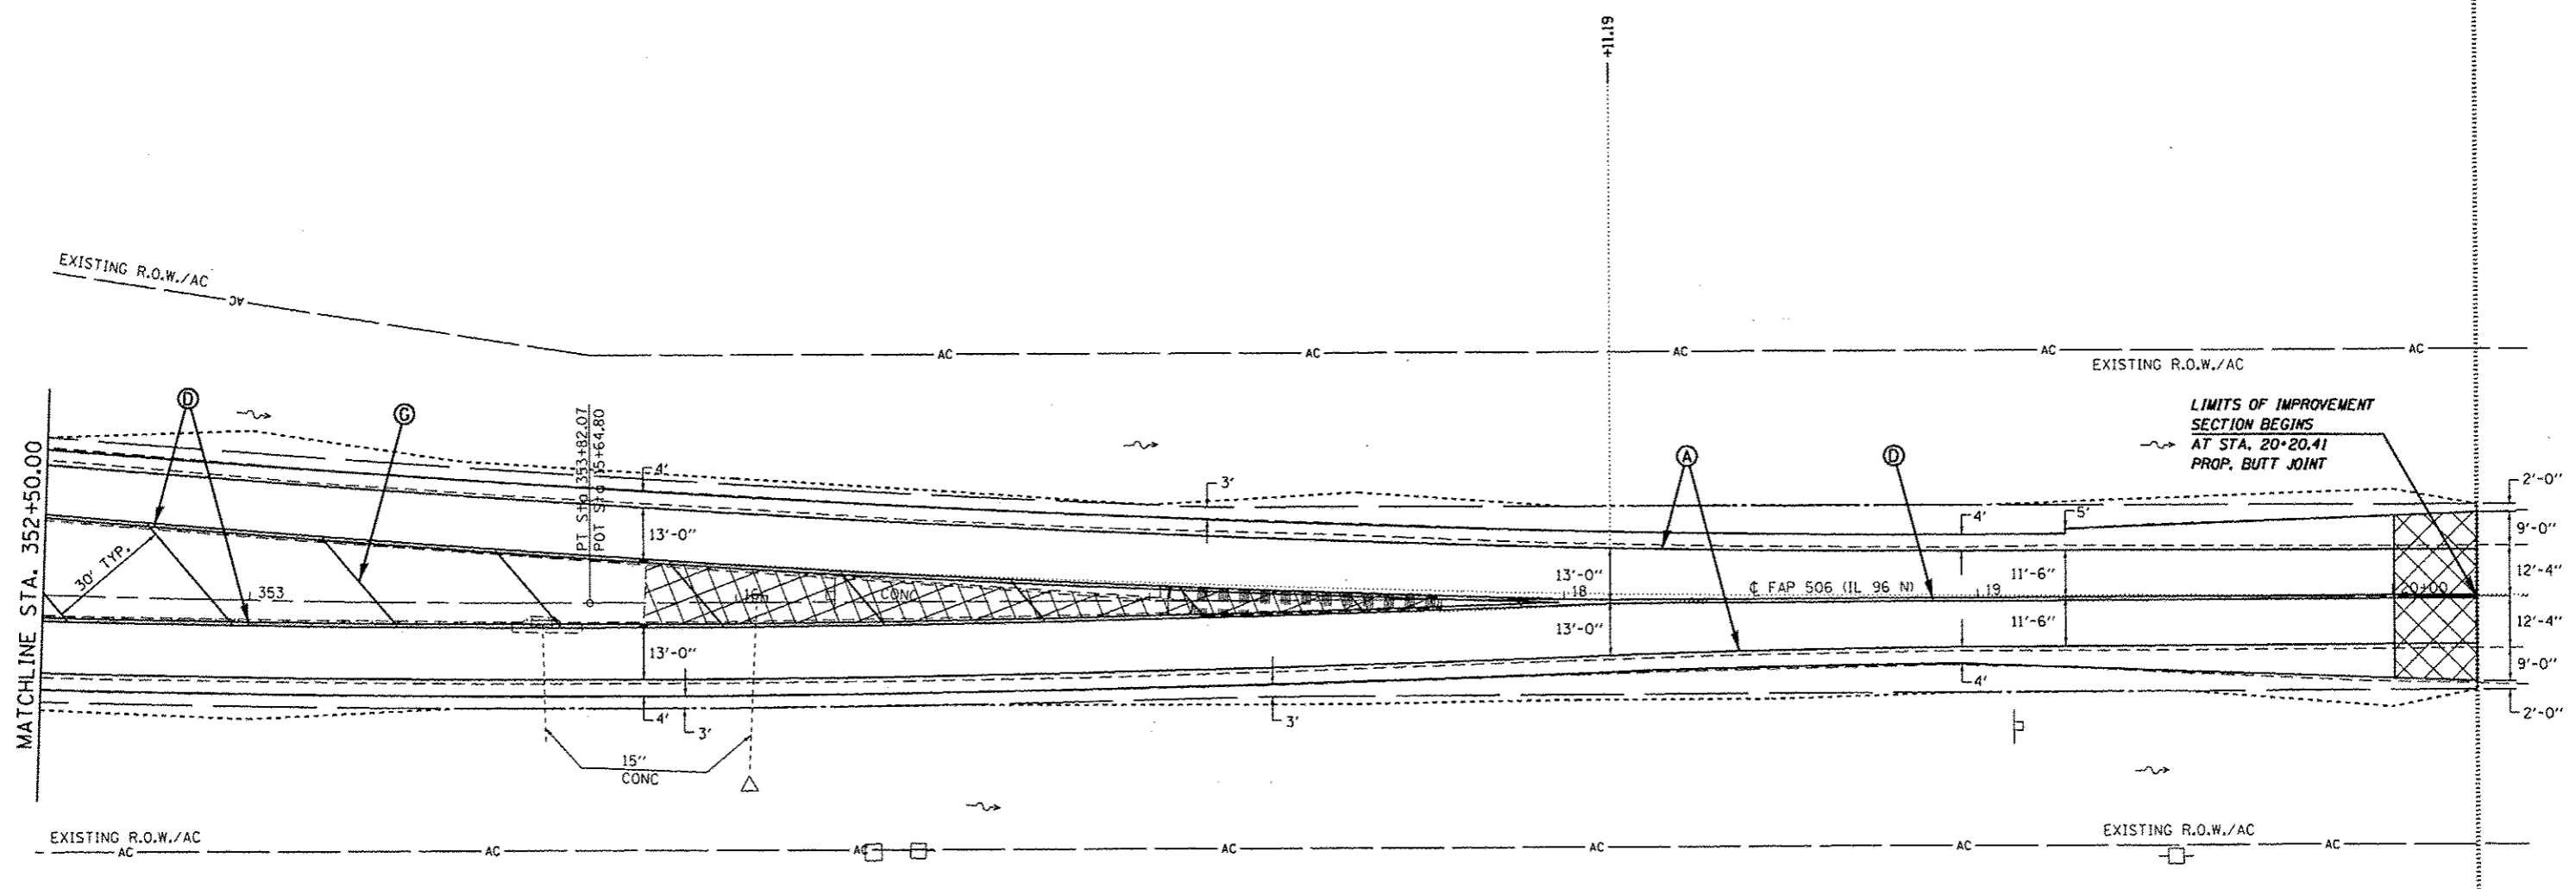 +11.19
EXISTING R.O.W./AC
AC
AC
AC
AC
AC
AC
EXISTING R.O.W./AC
LIMITS OF IMPROVEMENT
SECTION BEGINS
AT STA. 20+20.41
PROP. BUTT JOINT
MATCHLINE STA. 352+50.00
D
G
PT Sta 353+82.07
POT Sta 15+64.80
4'
3'
A
D
4'
5'
2'-0"
9'-0"
12'-4"
12'-4"
9'-0"
2'-0"
30' TYP.
353
13'-0"
16
CONC
13'-0"
18
℄ FAP 506 (IL 96 N)
19
11'-6"
20+00
13'-0"
13'-0"
11'-6"
4'
3'
3'
4'
15"
CONC
EXISTING R.O.W./AC
AC
AC
AC
AC
AC
AC
AC
EXISTING R.O.W./AC